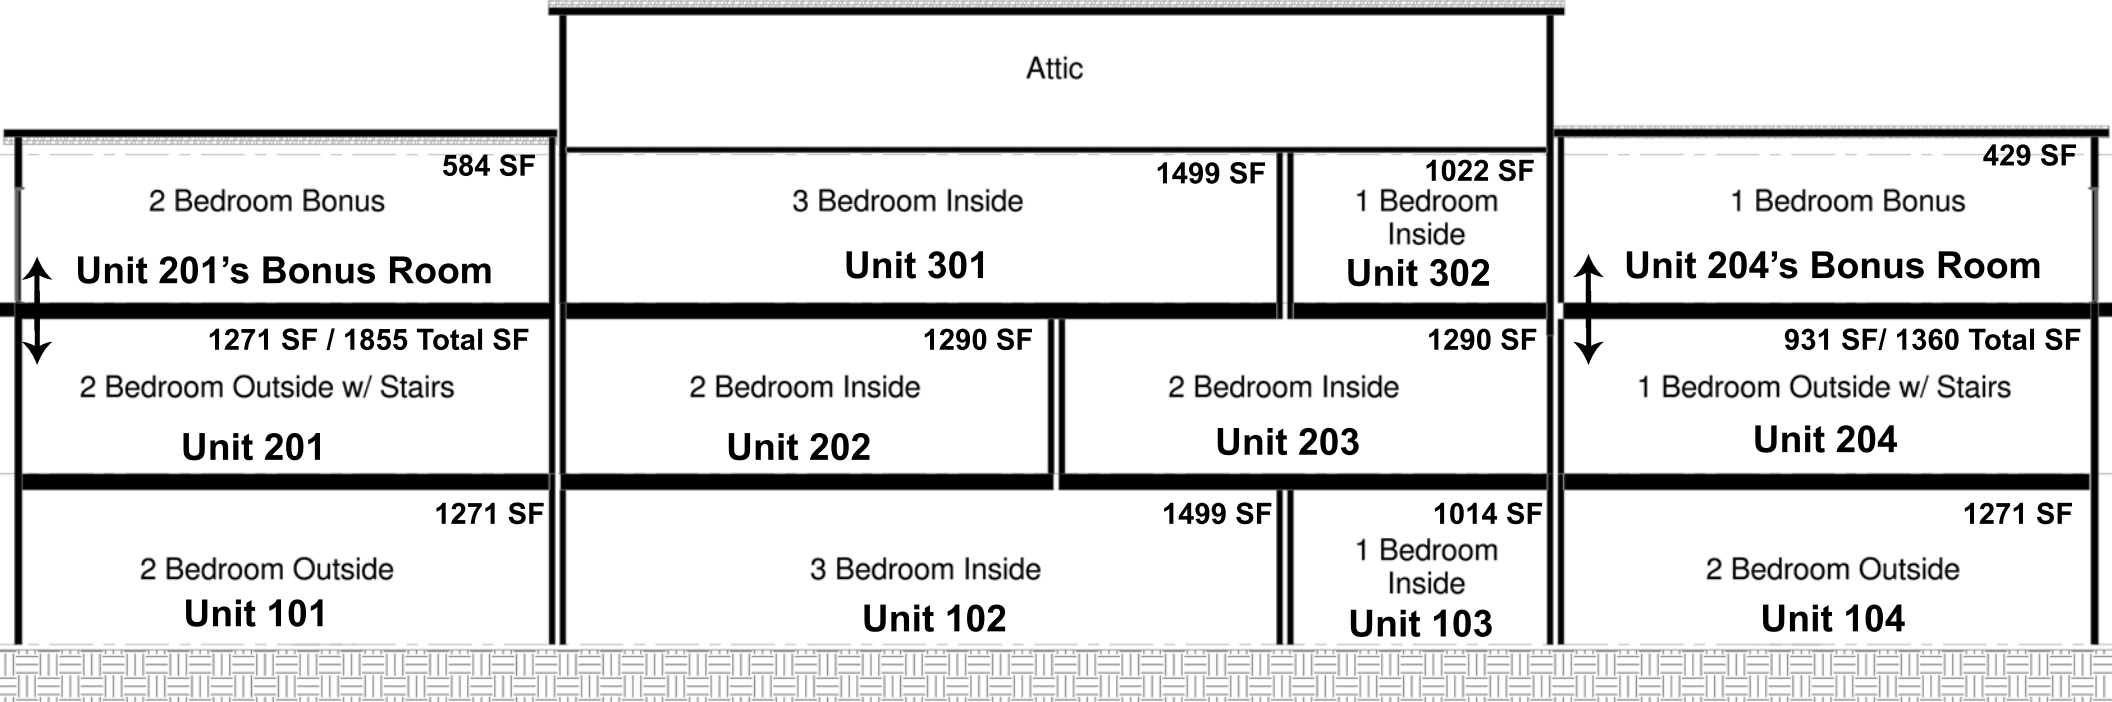 Attic
584 SF
2 Bedroom Bonus
Unit 201’s Bonus Room
1499 SF
3 Bedroom Inside
Unit 301
1022 SF
1 Bedroom
Inside
Unit 302
429 SF
1 Bedroom Bonus
Unit 204’s Bonus Room
1271 SF / 1855 Total SF
2 Bedroom Outside w/ Stairs
Unit 201
1290 SF
2 Bedroom Inside
Unit 202
1290 SF
2 Bedroom Inside
Unit 203
931 SF/ 1360 Total SF
1 Bedroom Outside w/ Stairs
Unit 204
1271 SF
2 Bedroom Outside
Unit 101
1499 SF
3 Bedroom Inside
Unit 102
1014 SF
1 Bedroom
Inside
Unit 103
1271 SF
2 Bedroom Outside
Unit 104